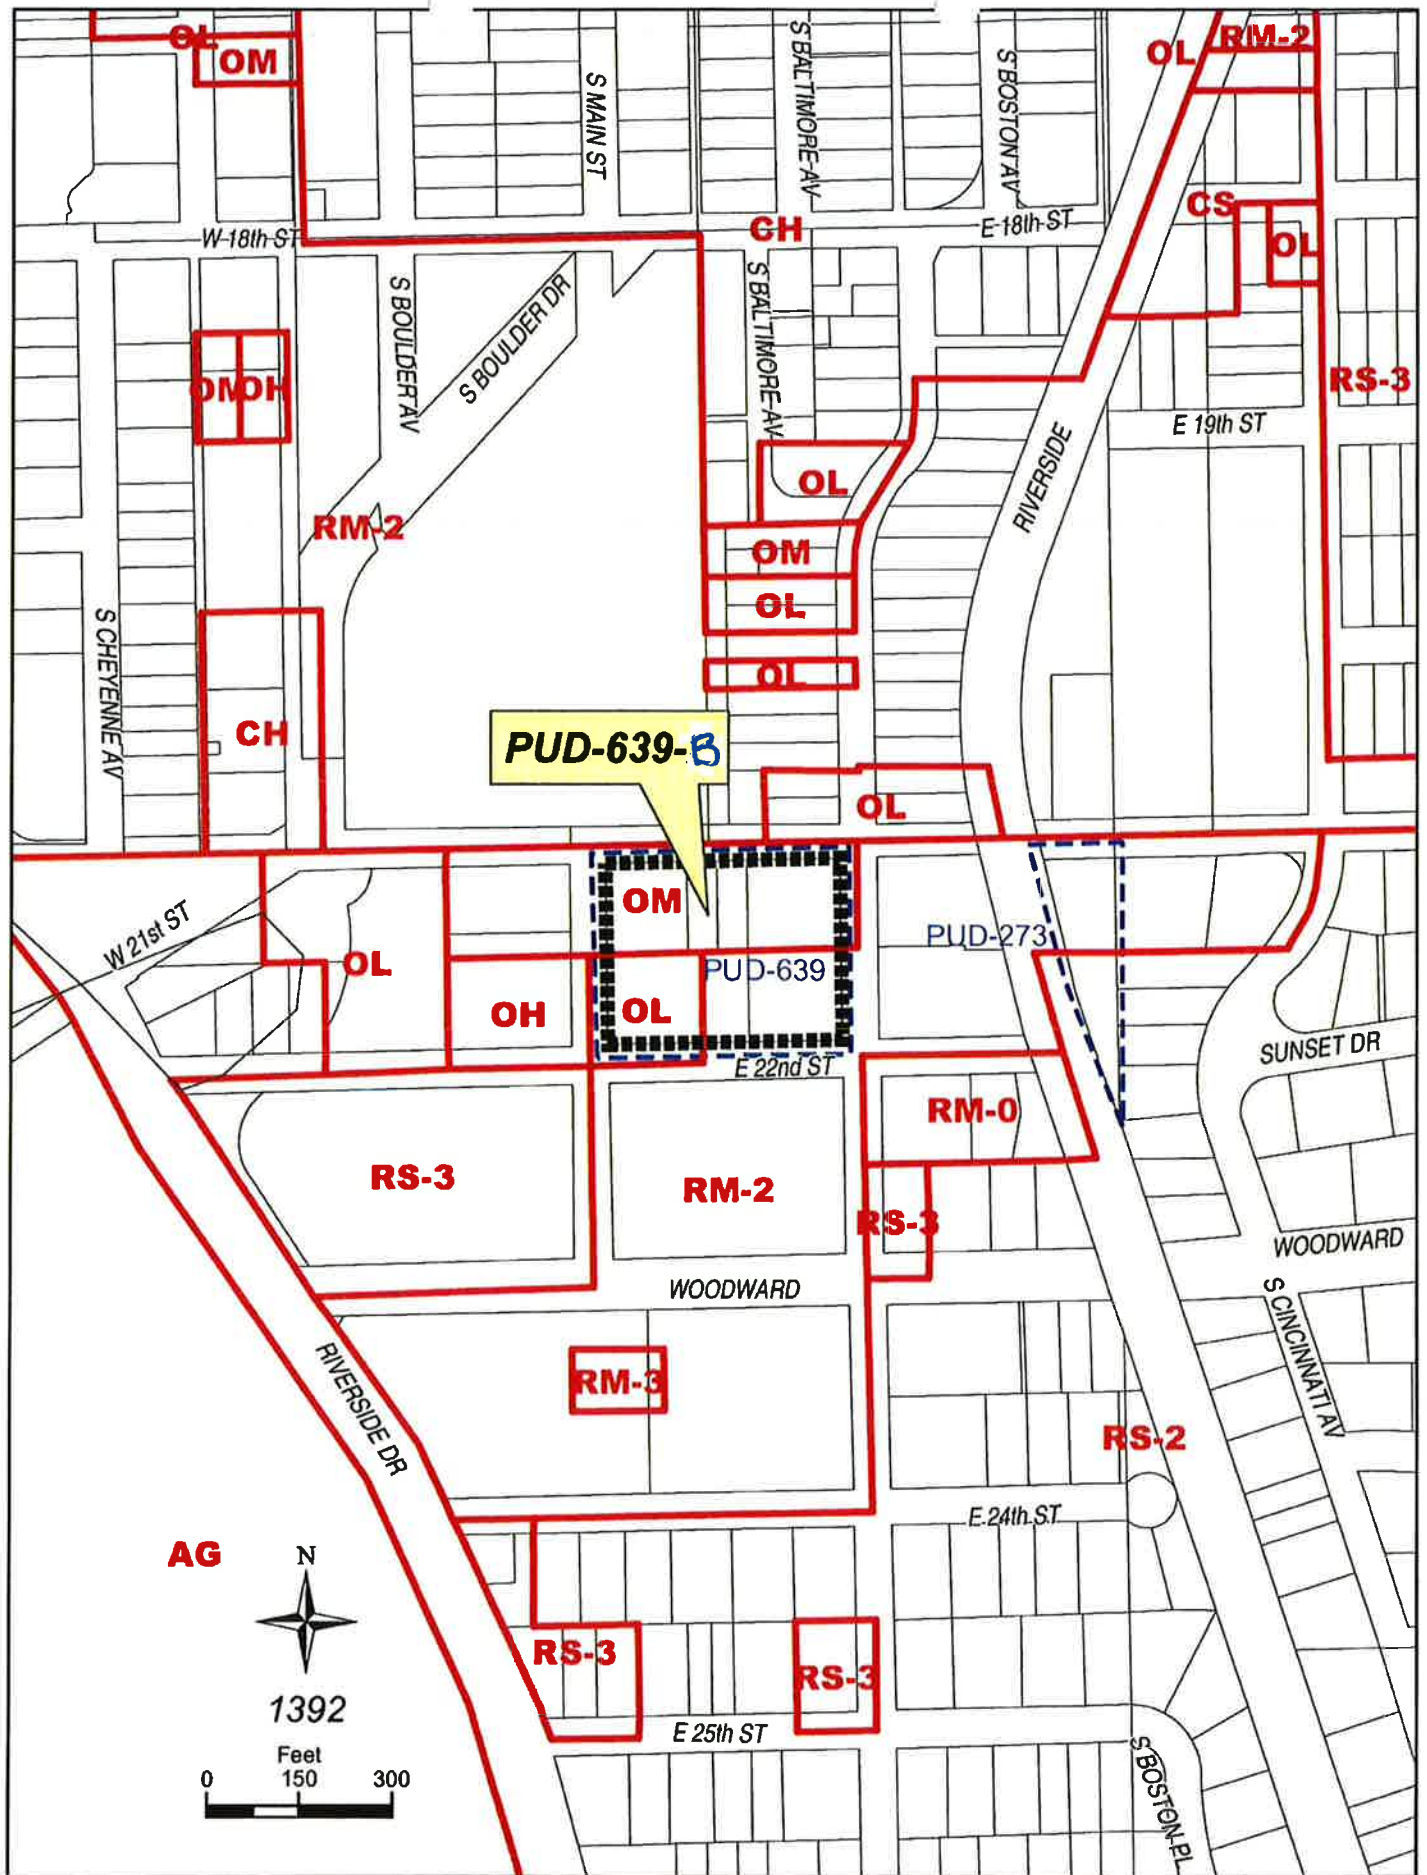 OL
OM
S MAIN ST
S BALTIMORE AV
S BOSTON AV
OL
RM-2
W 18th ST
CH
E 18th ST
CS
OL
S BOULDER AV
S BOULDER DR
S BALTIMORE AV
OM
OH
RS-3
E 19th ST
RIVERSIDE
OL
RM-2
OM
OL
S CHEYENNE AV
OL
CH
PUD-639-B
OL
W 21st ST
OM
PUD-273
OL
PUD-639
OH
OL
E 22nd ST
SUNSET DR
RM-0
RS-3
RM-2
RS-3
WOODWARD
WOODWARD
S CINCINNATI AV
RIVERSIDE DR
RM-3
RS-2
E 24th ST
AG
N
RS-3
RS-3
1392
E 25th ST
Feet
0 150 300
S BOSTON PL